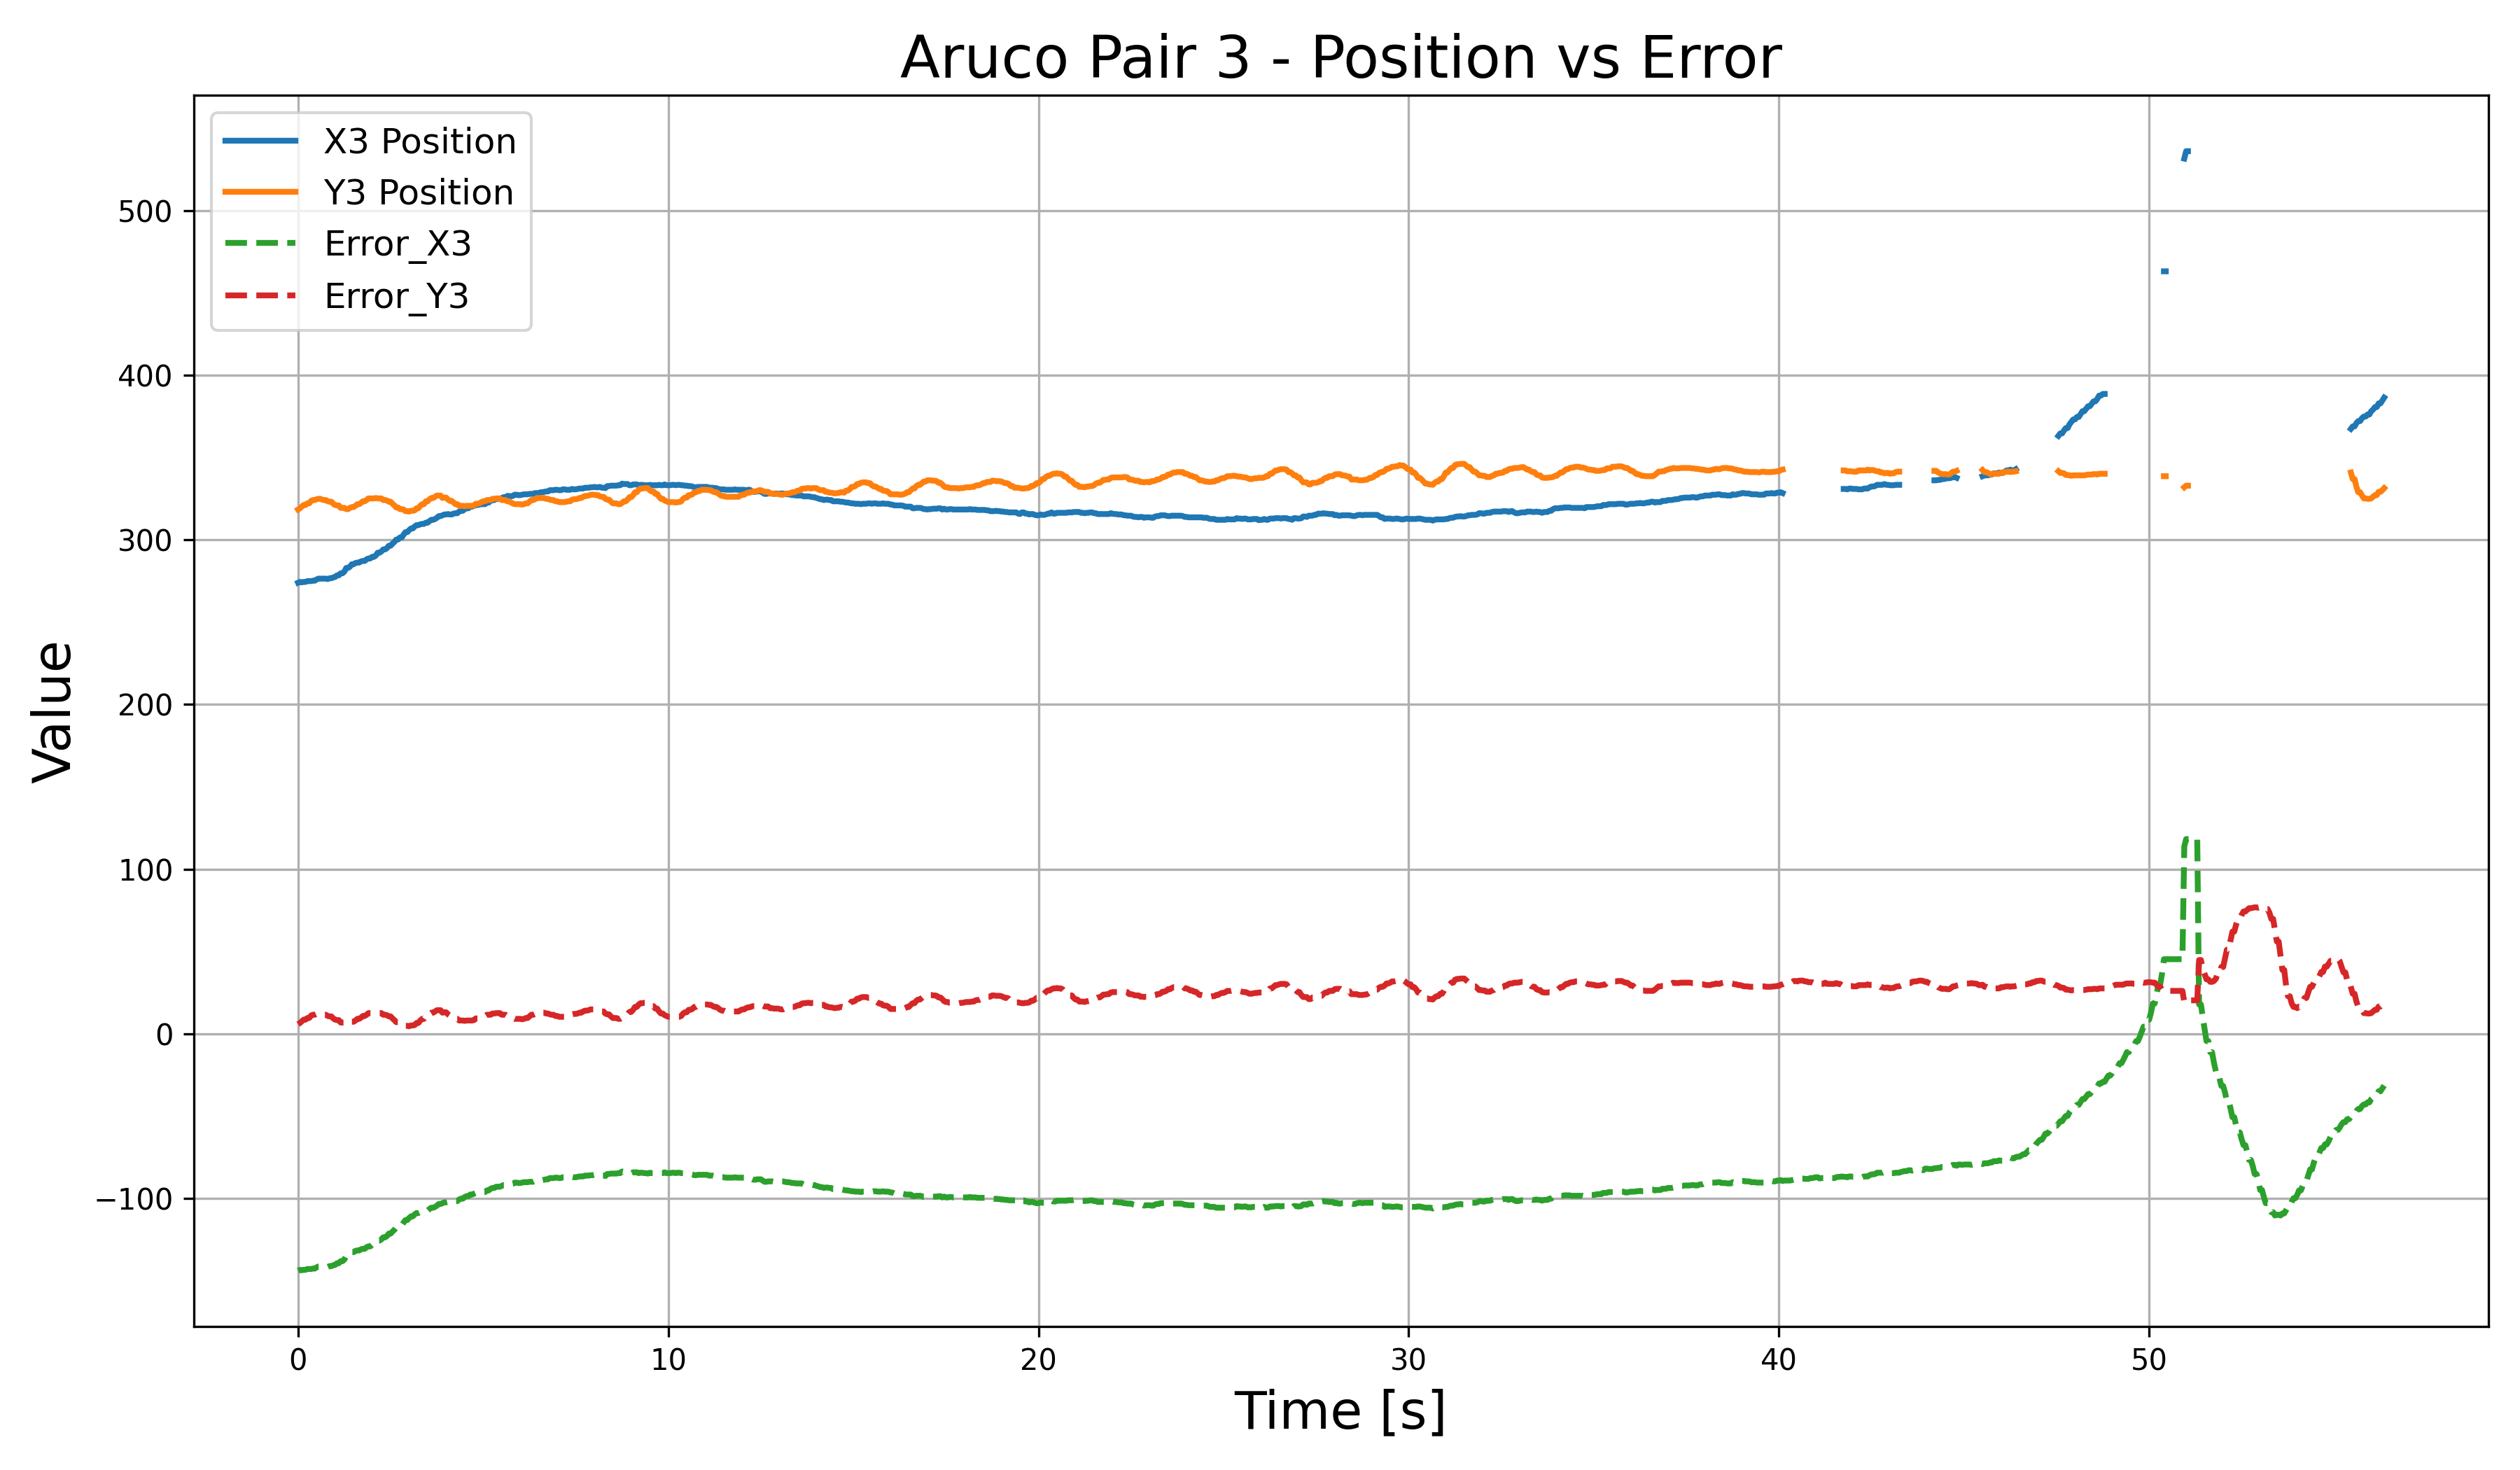 Aruco Pair 3 - Position vs Error
X3 Position
Y3 Position
Error_X3
Error_Y3
500
400
300
200
100
0
−100
Value
0 10 20 30 40 50
Time [s]